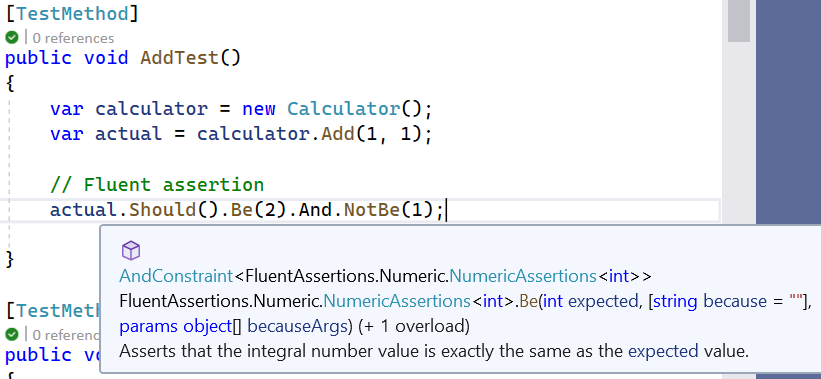 [TestMethod]
| 0 references
public void AddTest()
{
var calculator = new Calculator();
var actual = calculator.Add(1, 1);
// Fluent assertion
actual.Should().Be(2).And.NotBe(1);
}
AndConstraint<FluentAssertions.Numeric.NumericAssertions<int>>
FluentAssertions.Numeric.NumericAssertions<int>.Be(int expected, [string because = ""],
params object[] becauseArgs) (+ 1 overload)
Asserts that the integral number value is exactly the same as the expected value.
[TestMeth
| 0 referenc
public v
{